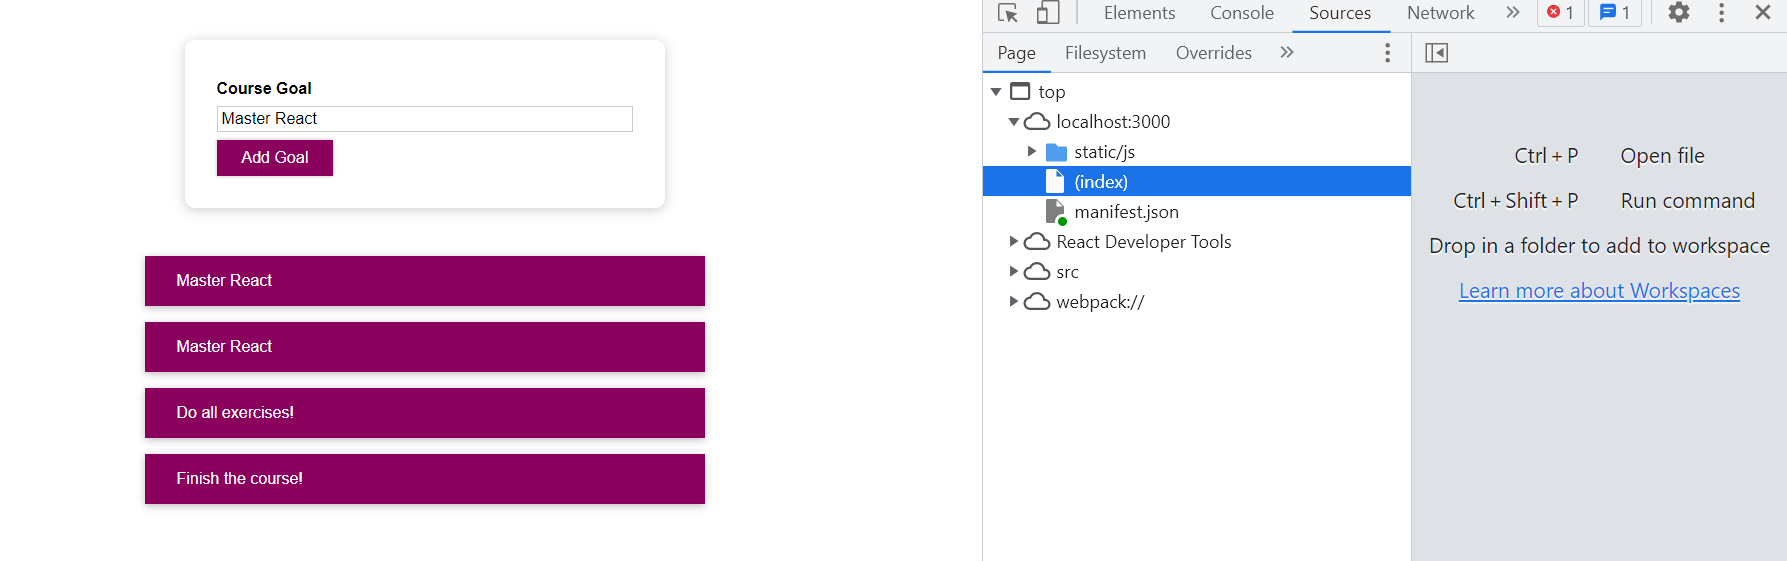 Course Goal
Master React
Add Goal
Master React
Master React
Do all exercises!
Finish the course!
Elements Console Sources Network » 1 1
Page Filesystem Overrides »
top
localhost:3000
static/js
(index)
manifest.json
React Developer Tools
src
webpack://
Ctrl + P Open file
Ctrl + Shift + P Run command
Drop in a folder to add to workspace
Learn more about Workspaces